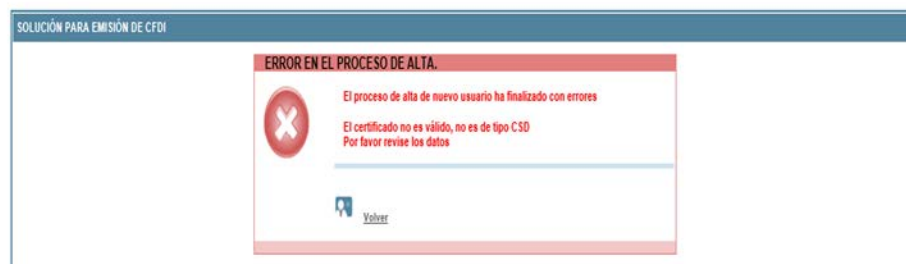 SOLUCIÓN PARA EMISIÓN DE CFDI
ERROR EN EL PROCESO DE ALTA.
El proceso de alta de nuevo usuario ha finalizado con errores
El certificado no es válido, no es de tipo CSD
Por favor revise los datos
Volver